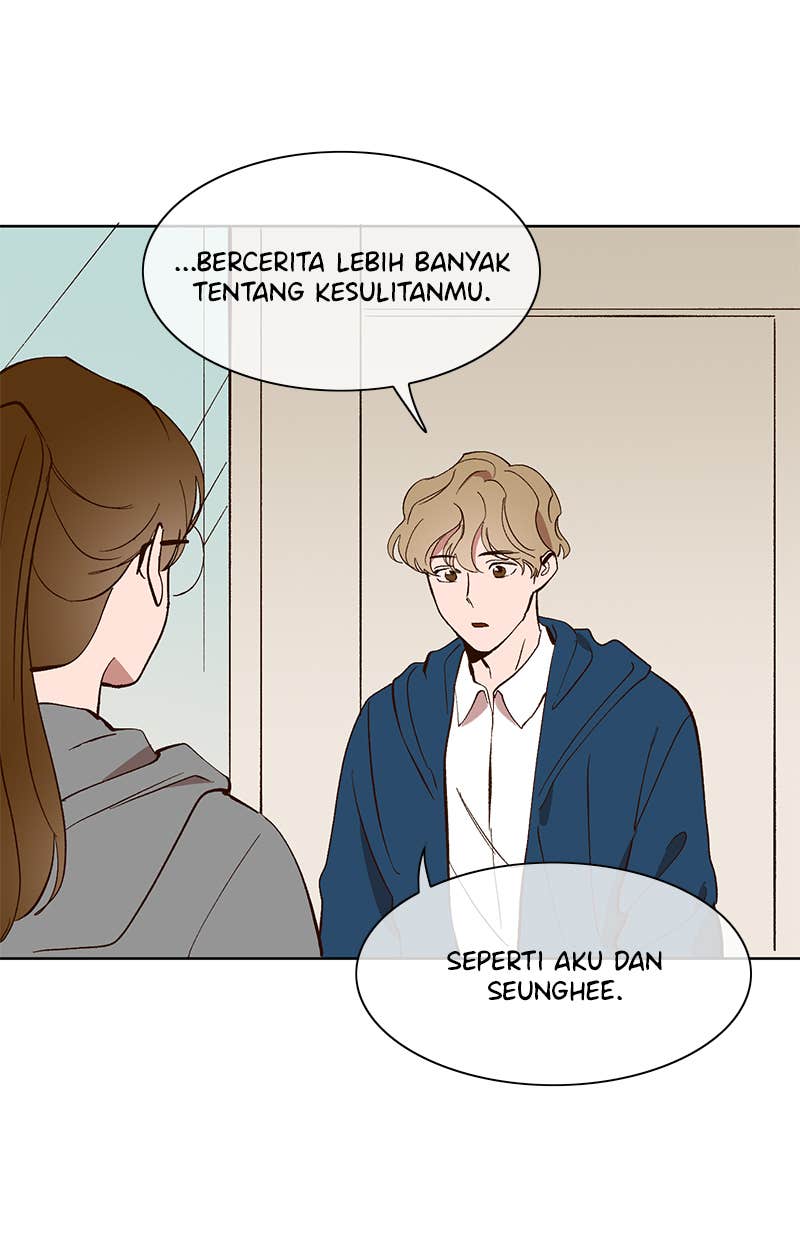 ...BERCERITA LEBIH BANYAK
TENTANG KESULITANMU.
SEPERTI AKU DAN
SEUNGHEE.